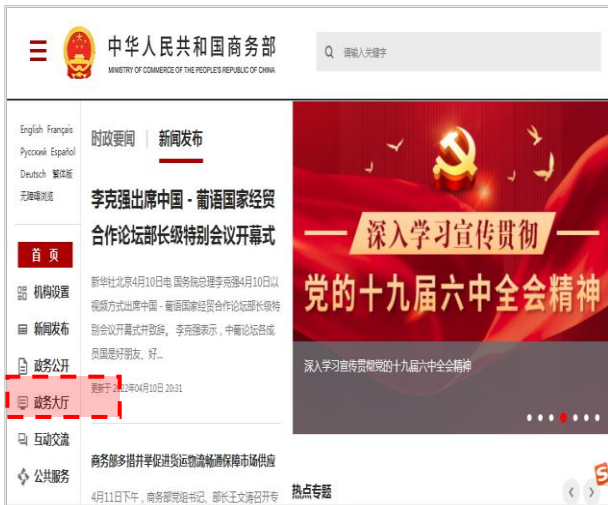 中华人民共和国商务部
MINISTRY OF COMMERCE OF THE PEOPLE'S REPUBLIC OF CHINA
请输入关键字
English Français
Русский Español
Deutsch 繁体版
无障碍浏览
首 页
机构设置
新闻发布
政务公开
政务大厅
互动交流
公共服务
时政要闻 | 新闻发布
李克强出席中国 - 葡语国家经贸
合作论坛部长级特别会议开幕式
新华社北京4月10日电 国务院总理李克强4月10日以
视频方式出席中国 - 葡语国家经贸合作论坛部长级特
别会议开幕式并致辞。 李克强表示，中葡论坛各成
员国是好朋友、好...
更新于 2022年04月10日 20:31
商务部多措并举促进货运物流畅通保障市场供应
4月11日下午，商务部党组书记、部长王文涛召开专
深入学习宣传贯彻
党的十九届六中全会精神
深入学习宣传贯彻党的十九届六中全会精神
热点专题